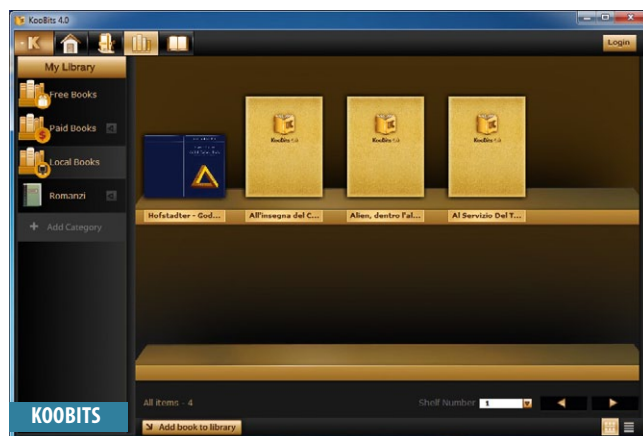 KooBits 4.0
K
Login
My Library
Free Books
Paid Books
Local Books
Romanzi
Add Category
KooBits
KooBits
KooBits
Hofstadter - God...
All'insegna del C...
Alien, dentro l'al...
Al Servizio Del T...
All items - 4
Shelf Number 1
Add book to library
KOOBITS